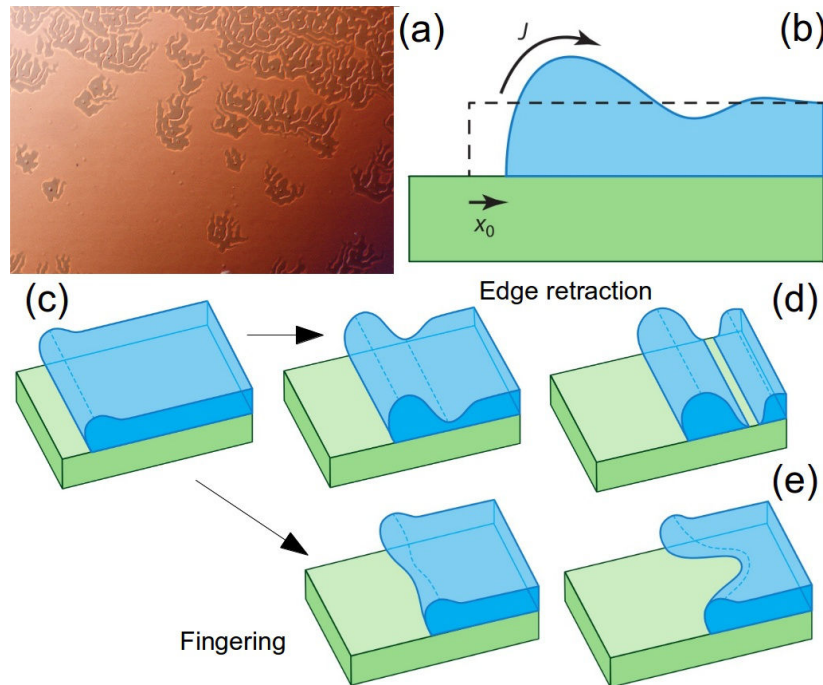 (a)
J
(b)
x0
(c)
Edge retraction
(d)
(e)
Fingering